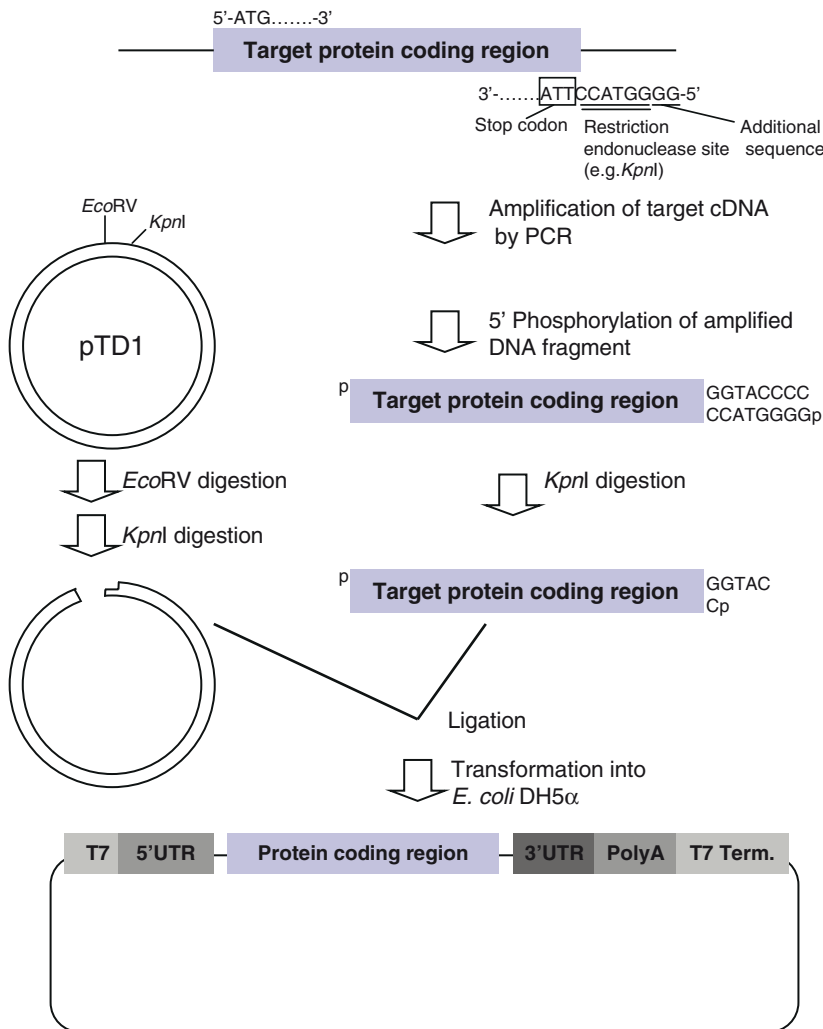 5'-ATG.......-3'
Target protein coding region
3'-.......ATTCCATGGGG-5'
Stop codon
Restriction
endonuclease site
(e.g.KpnI)
Additional
sequence
EcoRV
KpnI
pTD1
Amplification of target cDNA
by PCR
5' Phosphorylation of amplified
DNA fragment
p
Target protein coding region
GGTACCCC
CCATGGGGp
EcoRV digestion
KpnI digestion
KpnI digestion
p
Target protein coding region
GGTAC
Cp
Ligation
Transformation into
E. coli DH5α
T7 5'UTR Protein coding region 3'UTR PolyA T7 Term.